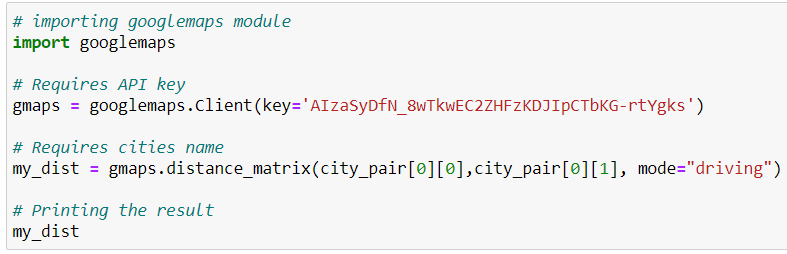 # importing googlemaps module
import googlemaps
# Requires API key
gmaps = googlemaps.Client(key='AIzaSyDfN_8wTkwEC2ZHFzKDJIpCTbKG-rtYgks')
# Requires cities name
my_dist = gmaps.distance_matrix(city_pair[0][0],city_pair[0][1], mode="driving")
# Printing the result
my_dist